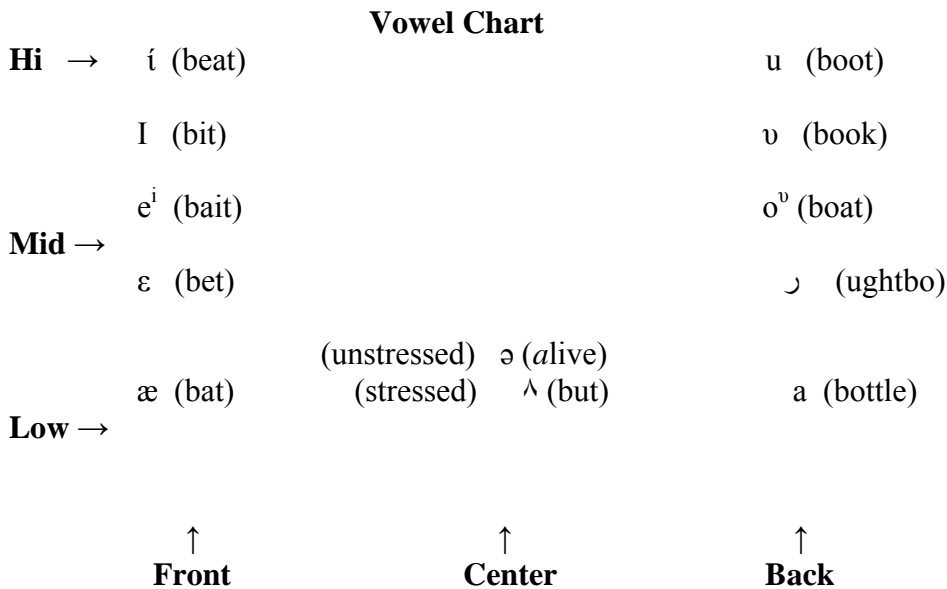 Vowel Chart
Hi → ί (beat) u (boot)
I (bit) υ (book)
eⁱ (bait) oᶹ (boat)
Mid →
ε (bet) ر (ughtbo)
(unstressed) ə (alive)
æ (bat) (stressed) ^ (but) a (bottle)
Low →
↑ ↑ ↑
Front Center Back